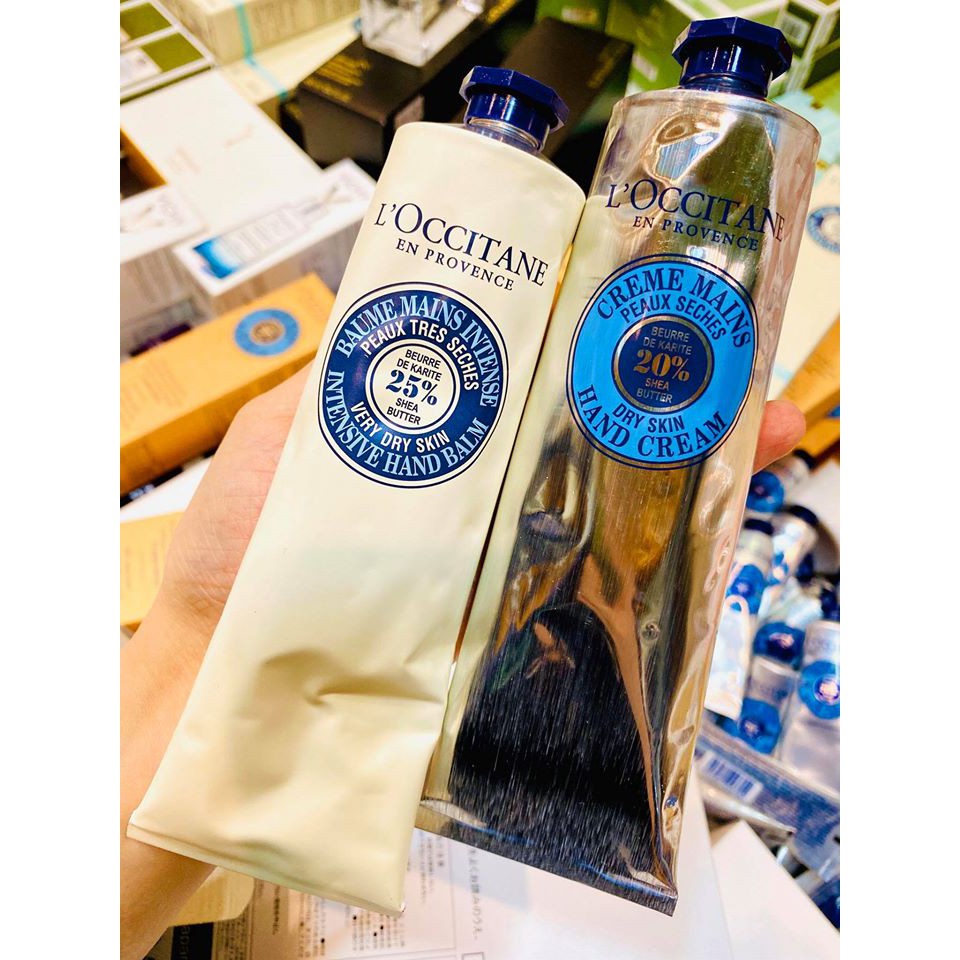 L'OCCITANE
EN PROVENCE
BAUME MAINS INTENSE
PEAUX TRES SECHES
BEURRE
DE KARITE
25%
SHEA
BUTTER
VERY DRY SKIN
INTENSIVE HAND BALM
L'OCCITANE
EN PROVENCE
CREME MAINS
PEAUX SECHES
BEURRE
DE KARITE
20%
SHEA
BUTTER
DRY SKIN
HAND CREAM